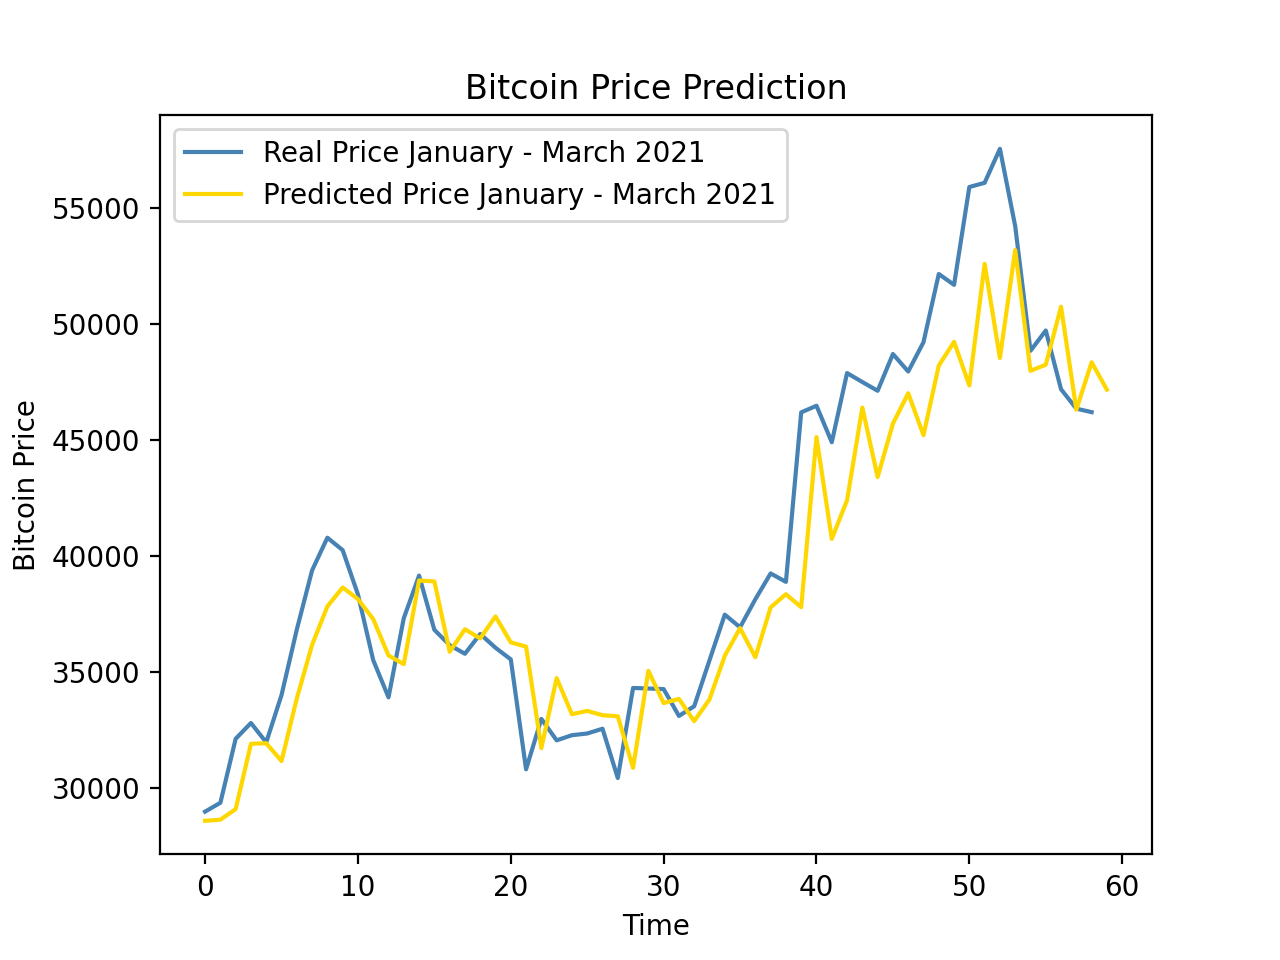 Bitcoin Price Prediction
Real Price January - March 2021
Predicted Price January - March 2021
55000
50000
45000
40000
35000
30000
Bitcoin Price
0 10 20 30 40 50 60
Time